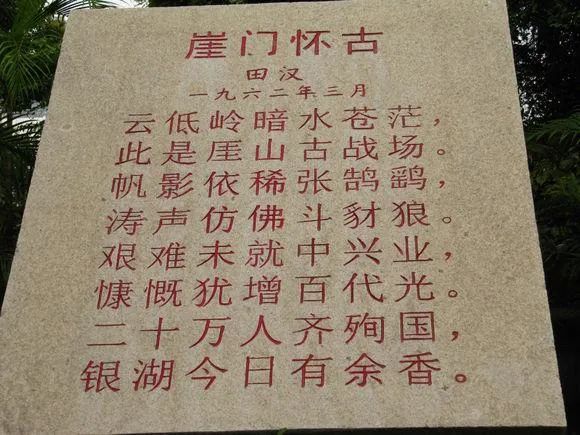 崖门怀古
田汉
一九六二年三月
云低岭暗水苍茫，
此是厓山古战场。
帆影依稀张鹄鹞，
涛声仿佛斗豺狼。
艰难未就中兴业，
慷慨犹增百代光。
二十万人齐殉国，
银湖今日有余香。